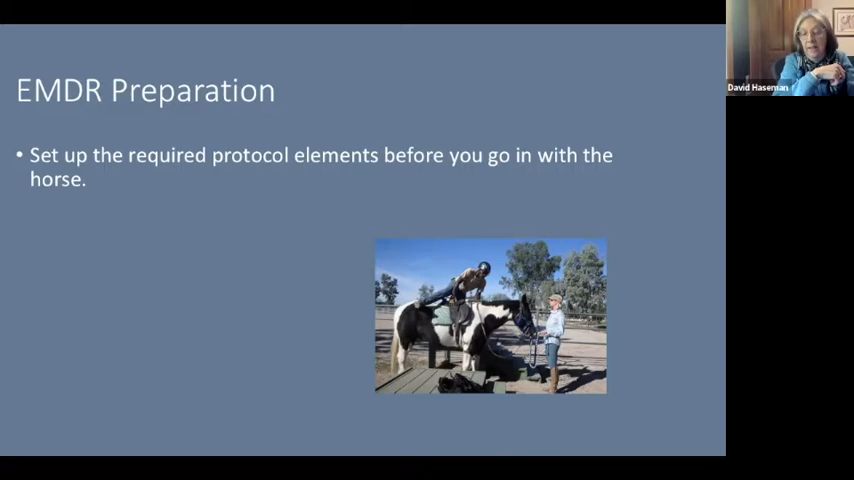 EMDR Preparation
• Set up the required protocol elements before you go in with the
horse.
David Haseman